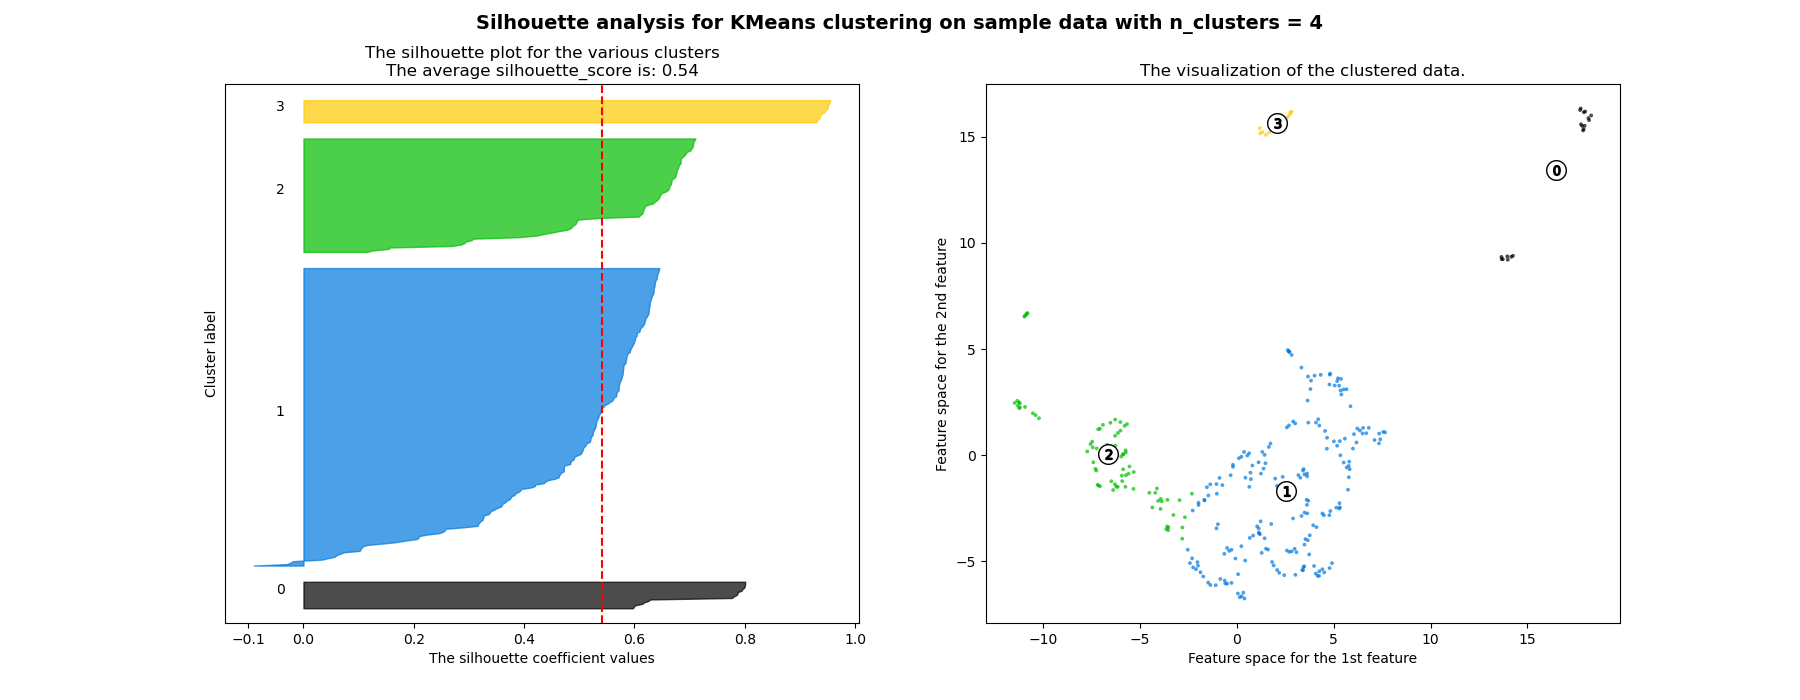 Silhouette analysis for KMeans clustering on sample data with n_clusters = 4
The silhouette plot for the various clusters
The average silhouette_score is: 0.54
3
2
1
0
Cluster label
−0.1 0.0 0.2 0.4 0.6 0.8 1.0
The silhouette coefficient values
The visualization of the clustered data.
15
10
5
0
−5
Feature space for the 2nd feature
3
0
2
1
−10 −5 0 5 10 15
Feature space for the 1st feature